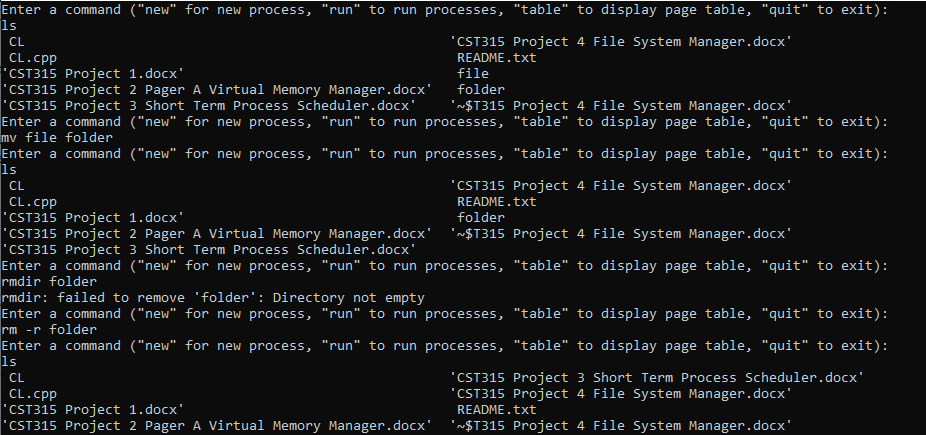 Enter a command ("new" for new process, "run" to run processes, "table" to display page table, "quit" to exit):
ls
 CL                                                     'CST315 Project 4 File System Manager.docx'
 CL.cpp                                                  README.txt
'CST315 Project 1.docx'                                  file
'CST315 Project 2 Pager A Virtual Memory Manager.docx'   folder
'CST315 Project 3 Short Term Process Scheduler.docx'    '~$T315 Project 4 File System Manager.docx'
Enter a command ("new" for new process, "run" to run processes, "table" to display page table, "quit" to exit):
mv file folder
Enter a command ("new" for new process, "run" to run processes, "table" to display page table, "quit" to exit):
ls
 CL                                                     'CST315 Project 4 File System Manager.docx'
 CL.cpp                                                  README.txt
'CST315 Project 1.docx'                                  folder
'CST315 Project 2 Pager A Virtual Memory Manager.docx'  '~$T315 Project 4 File System Manager.docx'
'CST315 Project 3 Short Term Process Scheduler.docx'
Enter a command ("new" for new process, "run" to run processes, "table" to display page table, "quit" to exit):
rmdir folder
rmdir: failed to remove 'folder': Directory not empty
Enter a command ("new" for new process, "run" to run processes, "table" to display page table, "quit" to exit):
rm -r folder
Enter a command ("new" for new process, "run" to run processes, "table" to display page table, "quit" to exit):
ls
 CL                                                     'CST315 Project 3 Short Term Process Scheduler.docx'
 CL.cpp                                                 'CST315 Project 4 File System Manager.docx'
'CST315 Project 1.docx'                                  README.txt
'CST315 Project 2 Pager A Virtual Memory Manager.docx'  '~$T315 Project 4 File System Manager.docx'